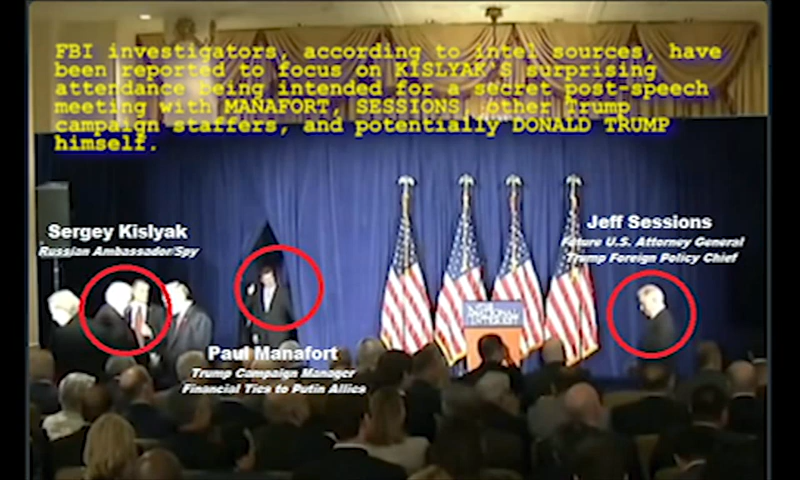 FBI investigators, according to intel sources, have
been reported to focus on KISLYAK'S surprising
attendance being intended for a secret post-speech
meeting with MANAFORT, SESSIONS, other Trump
campaign staffers, and potentially DONALD TRUMP
himself.
Sergey Kislyak
Russian Ambassador/Spy
Jeff Sessions
Future U.S. Attorney General
Trump Foreign Policy Chief
Paul Manafort
Trump Campaign Manager
Financial Ties to Putin Allies